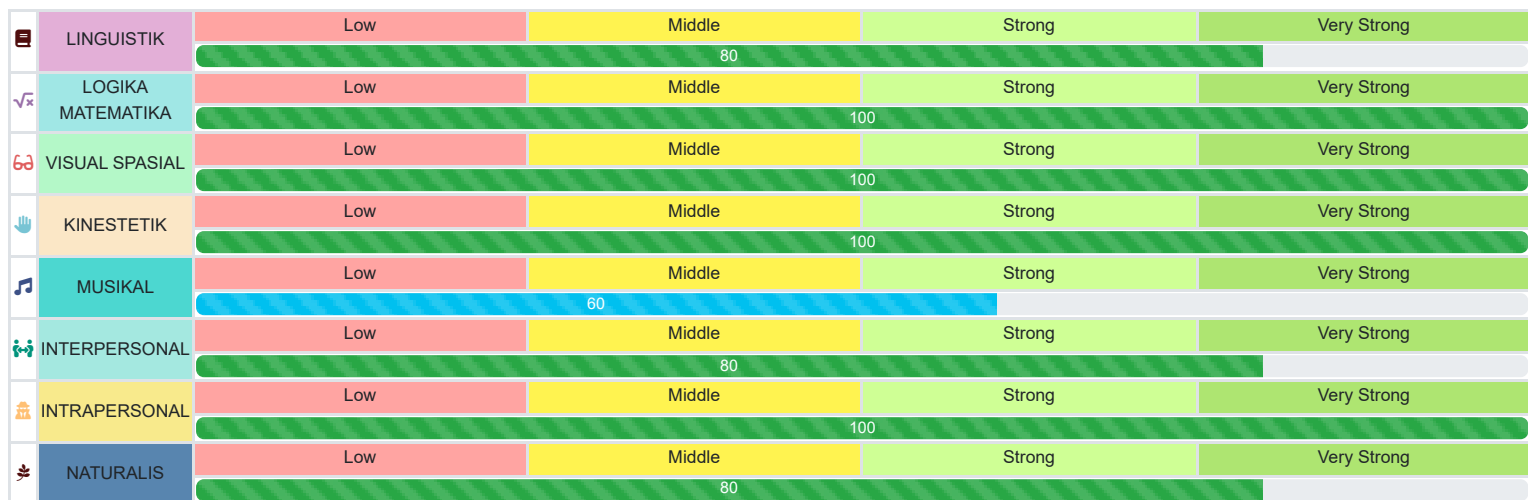 LINGUISTIK
Low Middle Strong Very Strong
80
LOGIKA
MATEMATIKA
Low Middle Strong Very Strong
100
VISUAL SPASIAL
Low Middle Strong Very Strong
100
KINESTETIK
Low Middle Strong Very Strong
100
MUSIKAL
Low Middle Strong Very Strong
60
INTERPERSONAL
Low Middle Strong Very Strong
80
INTRAPERSONAL
Low Middle Strong Very Strong
100
NATURALIS
Low Middle Strong Very Strong
80